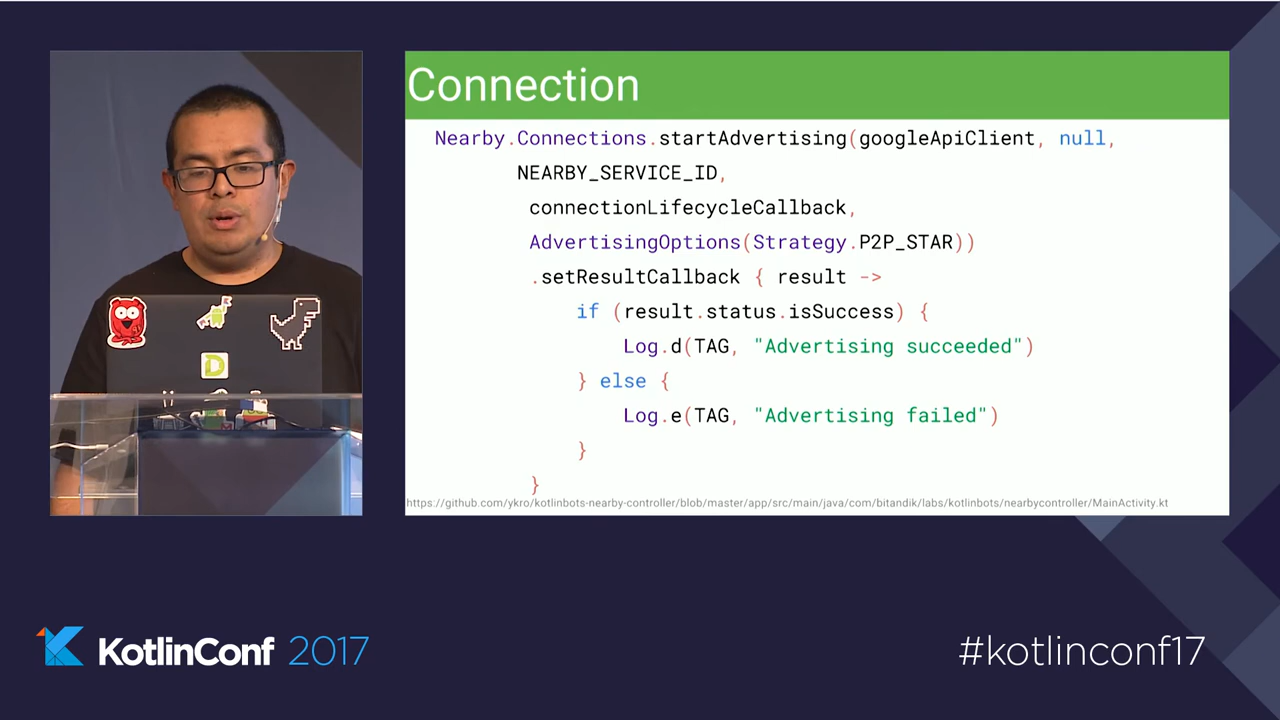 Connection
Nearby.Connections.startAdvertising(googleApiClient, null,
NEARBY_SERVICE_ID,
connectionLifecycleCallback,
AdvertisingOptions(Strategy.P2P_STAR))
.setResultCallback { result ->
if (result.status.isSuccess) {
Log.d(TAG, "Advertising succeeded")
} else {
Log.e(TAG, "Advertising failed")
}
}
https://github.com/ykro/kotlinbots-nearby-controller/blob/master/app/src/main/java/com/bitandik/labs/kotlinbots/nearbycontroller/MainActivity.kt
KotlinConf 2017
#kotlinconf17